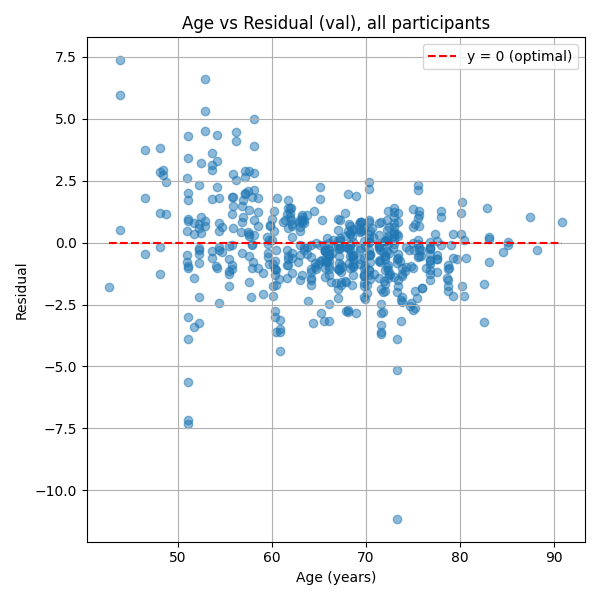 Age vs Residual (val), all participants
y = 0 (optimal)
7.5
5.0
2.5
0.0
−2.5
−5.0
−7.5
−10.0
Residual
50 60 70 80 90
Age (years)